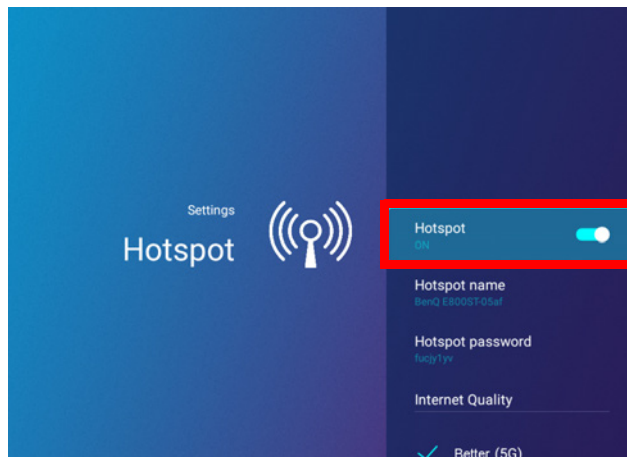 Settings
Hotspot
Hotspot
ON
Hotspot name
BenQ E800ST-05af
Hotspot password
fucjy1yv
Internet Quality
Better (5G)